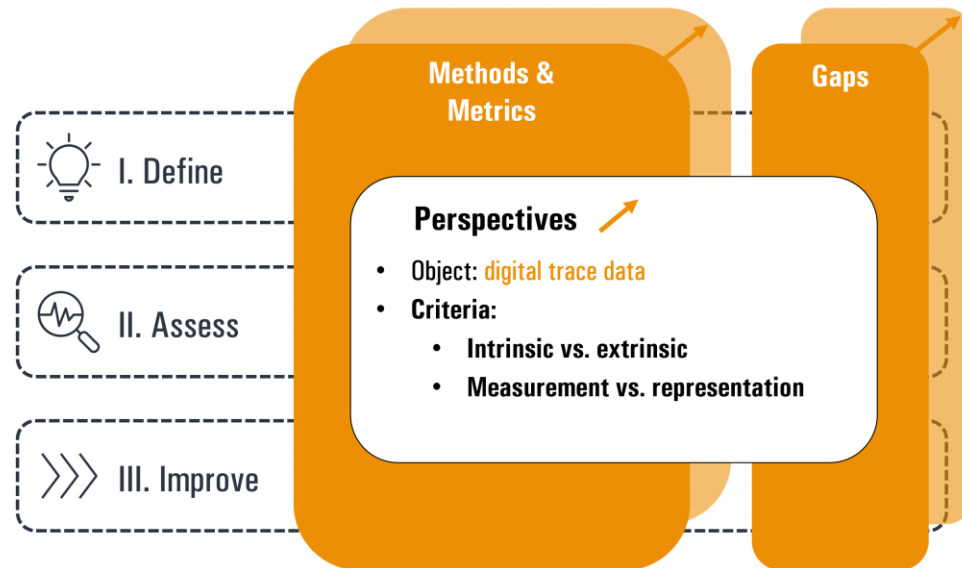 Methods &
Metrics
Gaps
I. Define
Perspectives
• Object: digital trace data
• Criteria:
• Intrinsic vs. extrinsic
• Measurement vs. representation
II. Assess
III. Improve